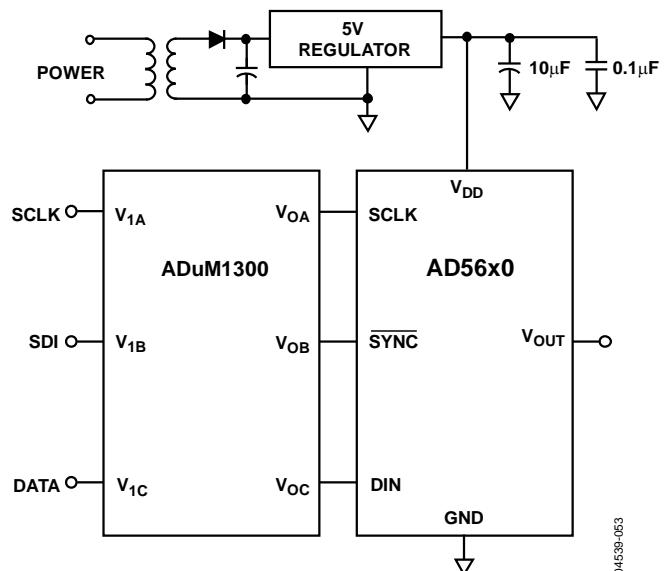 5V
REGULATOR
POWER
10μF
0.1μF
VDD
SCLK
V1A
VOA
SCLK
ADuM1300
AD56x0
SDI
V1B
VOB
SYNC
VOUT
DATA
V1C
VOC
DIN
GND
04539-053